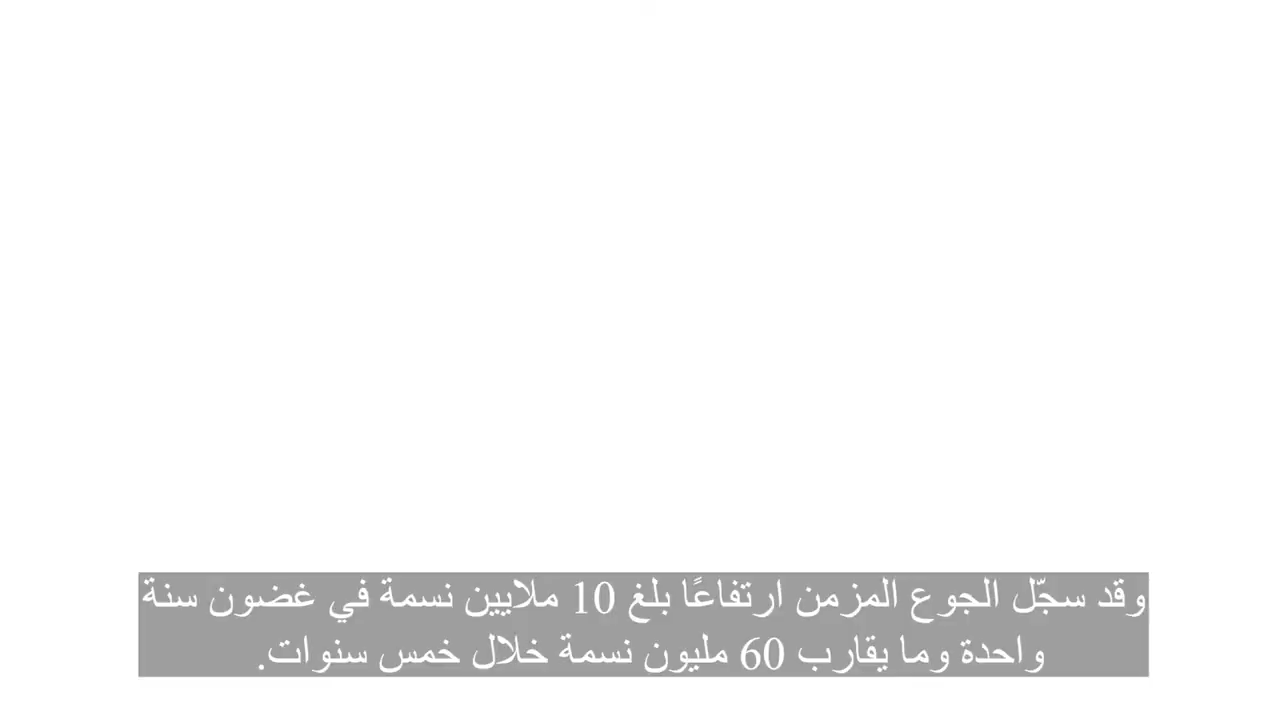 وقد سجّل الجوع المزمن ارتفاعًا بلغ 10 ملايين نسمة في غضون سنة
واحدة وما يقارب 60 مليون نسمة خلال خمس سنوات.